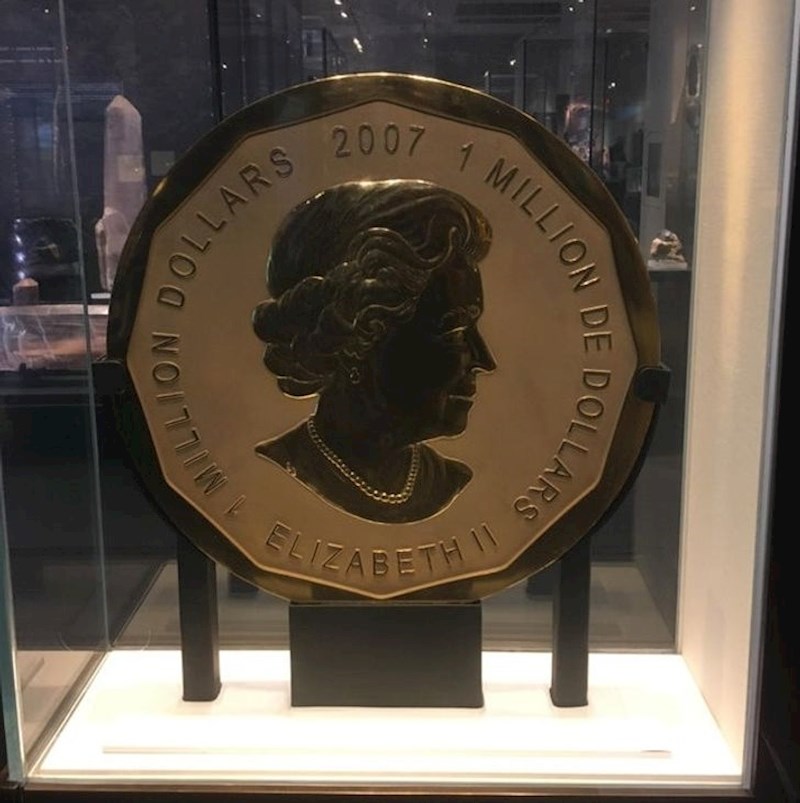 1 MILLION DOLLARS 2007 1 MILLION DE DOLLARS
ELIZABETH II